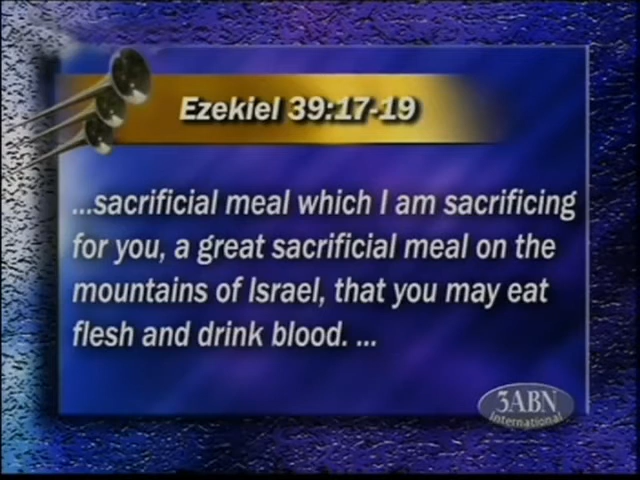 Ezekiel 39:17-19
...sacrificial meal which I am sacrificing
for you, a great sacrificial meal on the
mountains of Israel, that you may eat
flesh and drink blood. ...
3ABN
international